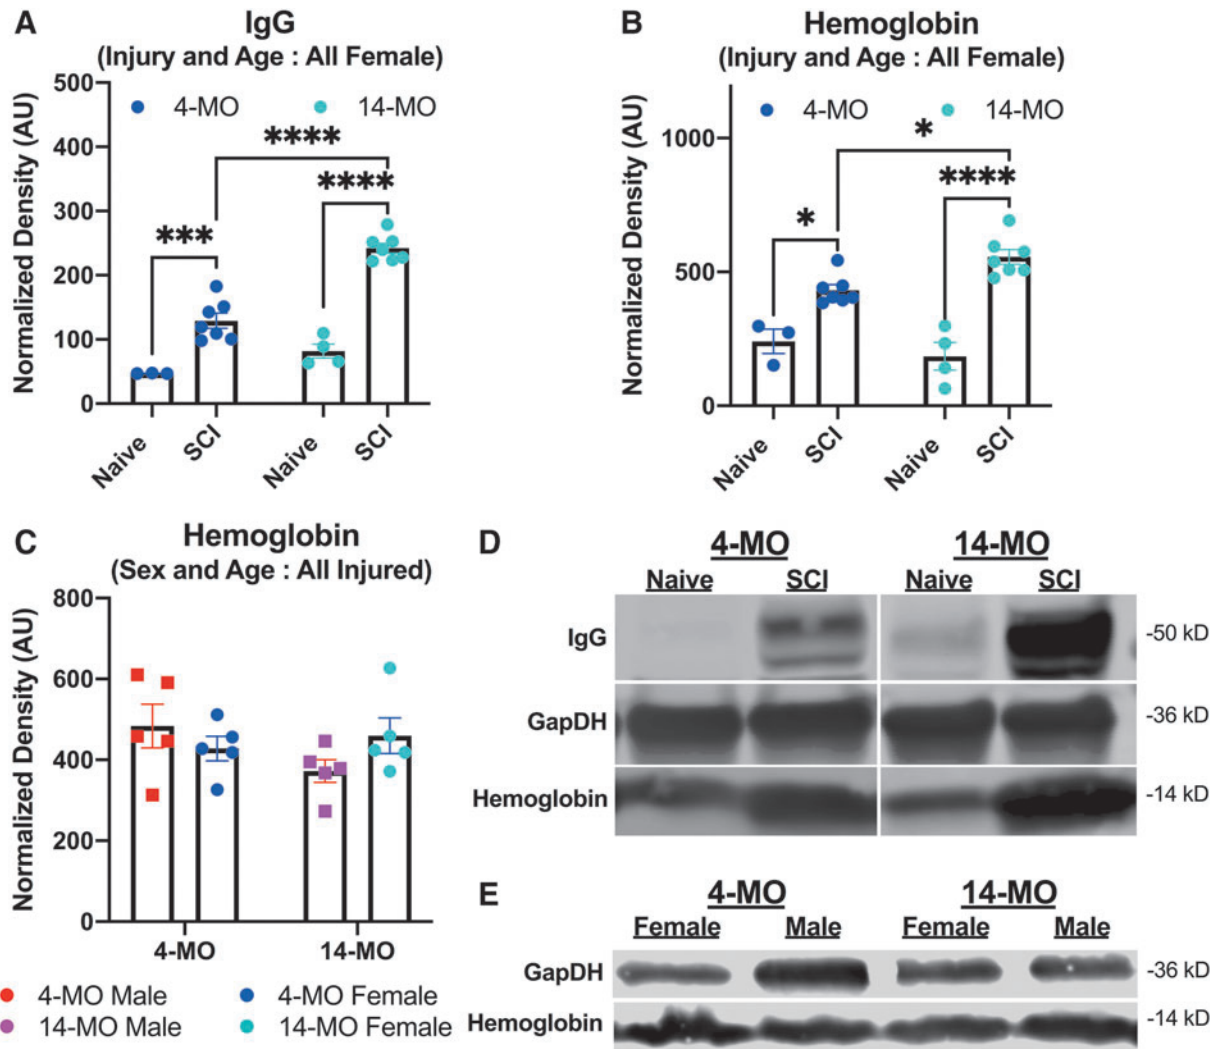 A
IgG
(Injury and Age : All Female)
Normalized Density (AU)
500
400
300
200
100
0
4-MO 14-MO
****
****
***
Naive SCI Naive SCI
B
Hemoglobin
(Injury and Age : All Female)
Normalized Density (AU)
1000
500
0
4-MO 14-MO
*
****
*
Naive SCI Naive SCI
C
Hemoglobin
(Sex and Age : All Injured)
Normalized Density (AU)
800
600
400
200
0
4-MO 14-MO
4-MO Male 4-MO Female
14-MO Male 14-MO Female
D
4-MO 14-MO
Naive SCI Naive SCI
IgG -50 kD
GapDH -36 kD
Hemoglobin -14 kD
E
4-MO 14-MO
Female Male Female Male
GapDH -36 kD
Hemoglobin -14 kD